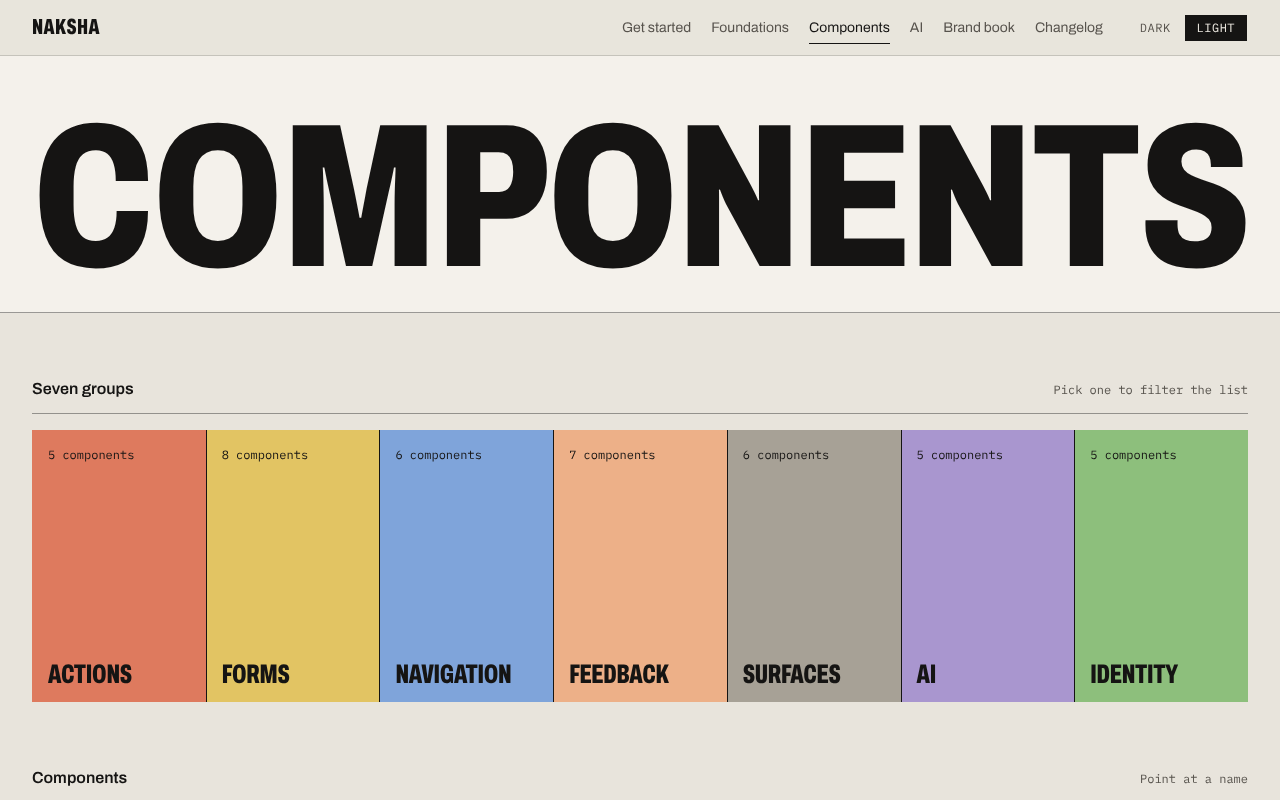 NAKSHA
Get started
Foundations
Components
AI
Brand book
Changelog
DARK
LIGHT
COMPONENTS
Seven groups
Pick one to filter the list
5 components
8 components
6 components
7 components
6 components
5 components
5 components
ACTIONS
FORMS
NAVIGATION
FEEDBACK
SURFACES
AI
IDENTITY
Components
Point at a name